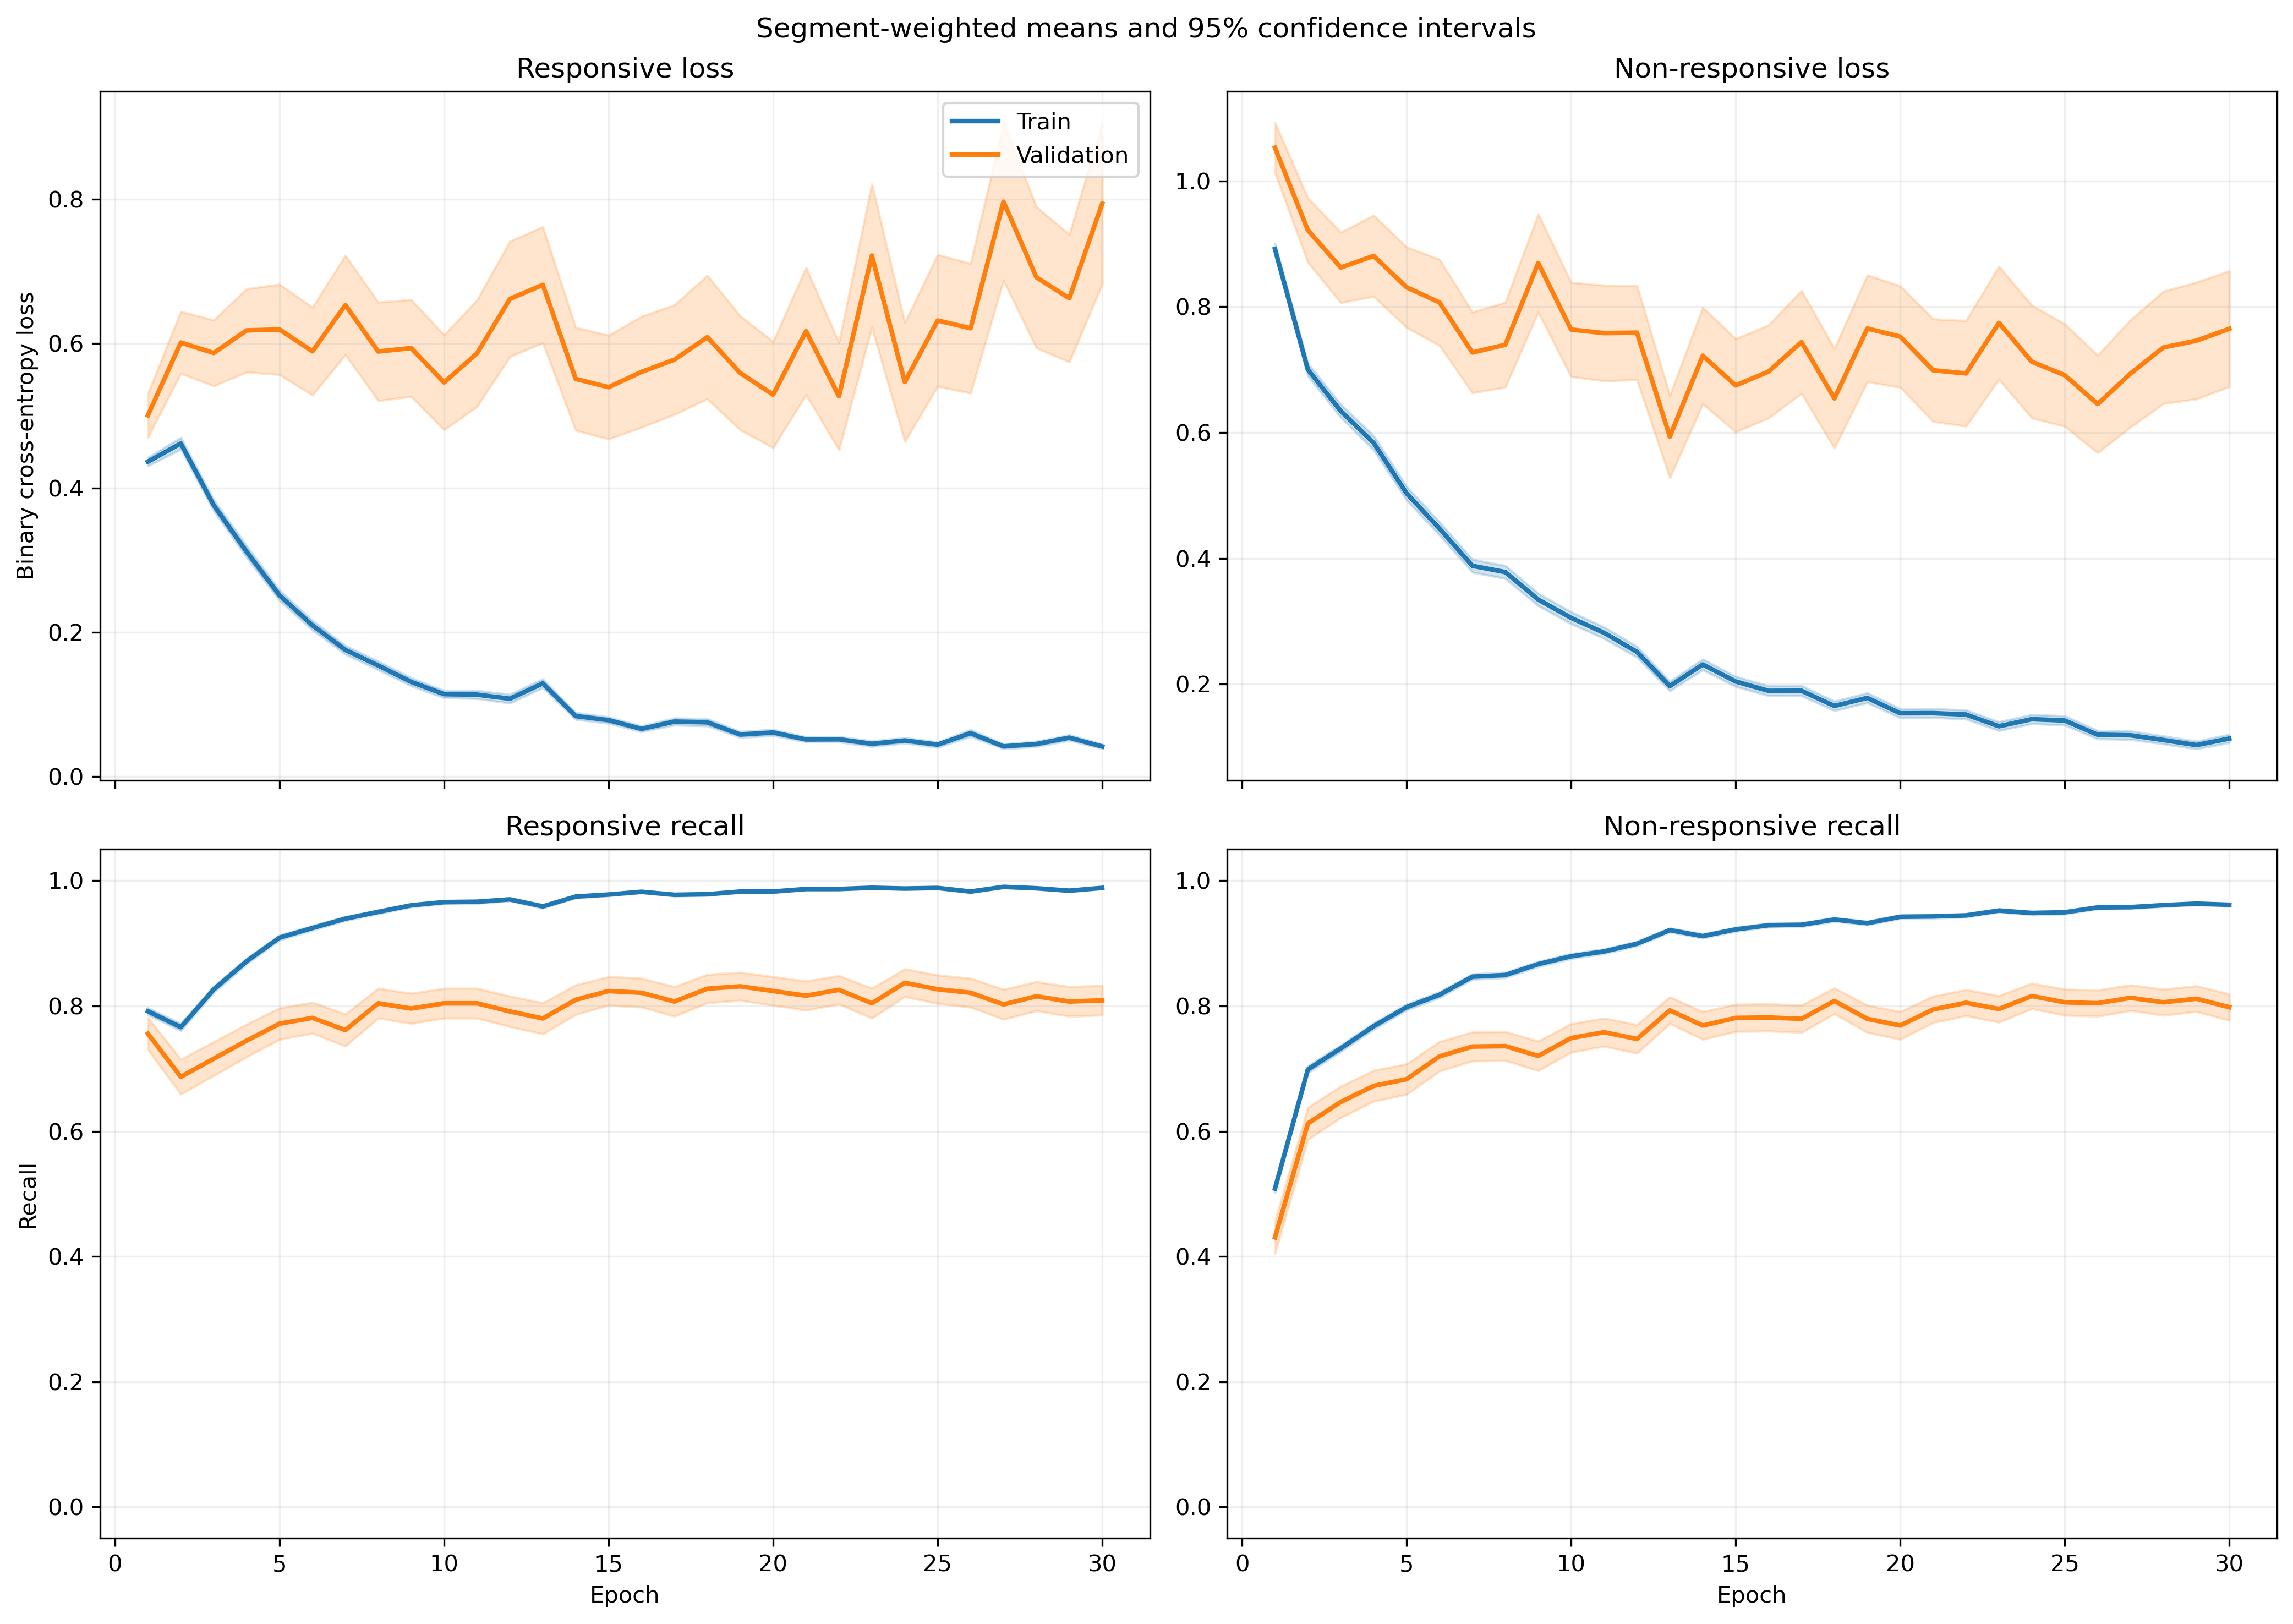 Segment-weighted means and 95% confidence intervals
Responsive loss
Train
Validation
Binary cross-entropy loss
0.8
0.6
0.4
0.2
0.0
Non-responsive loss
1.0
0.8
0.6
0.4
0.2
Responsive recall
Recall
1.0
0.8
0.6
0.4
0.2
0.0
0 5 10 15 20 25 30
Epoch
Non-responsive recall
1.0
0.8
0.6
0.4
0.2
0.0
0 5 10 15 20 25 30
Epoch